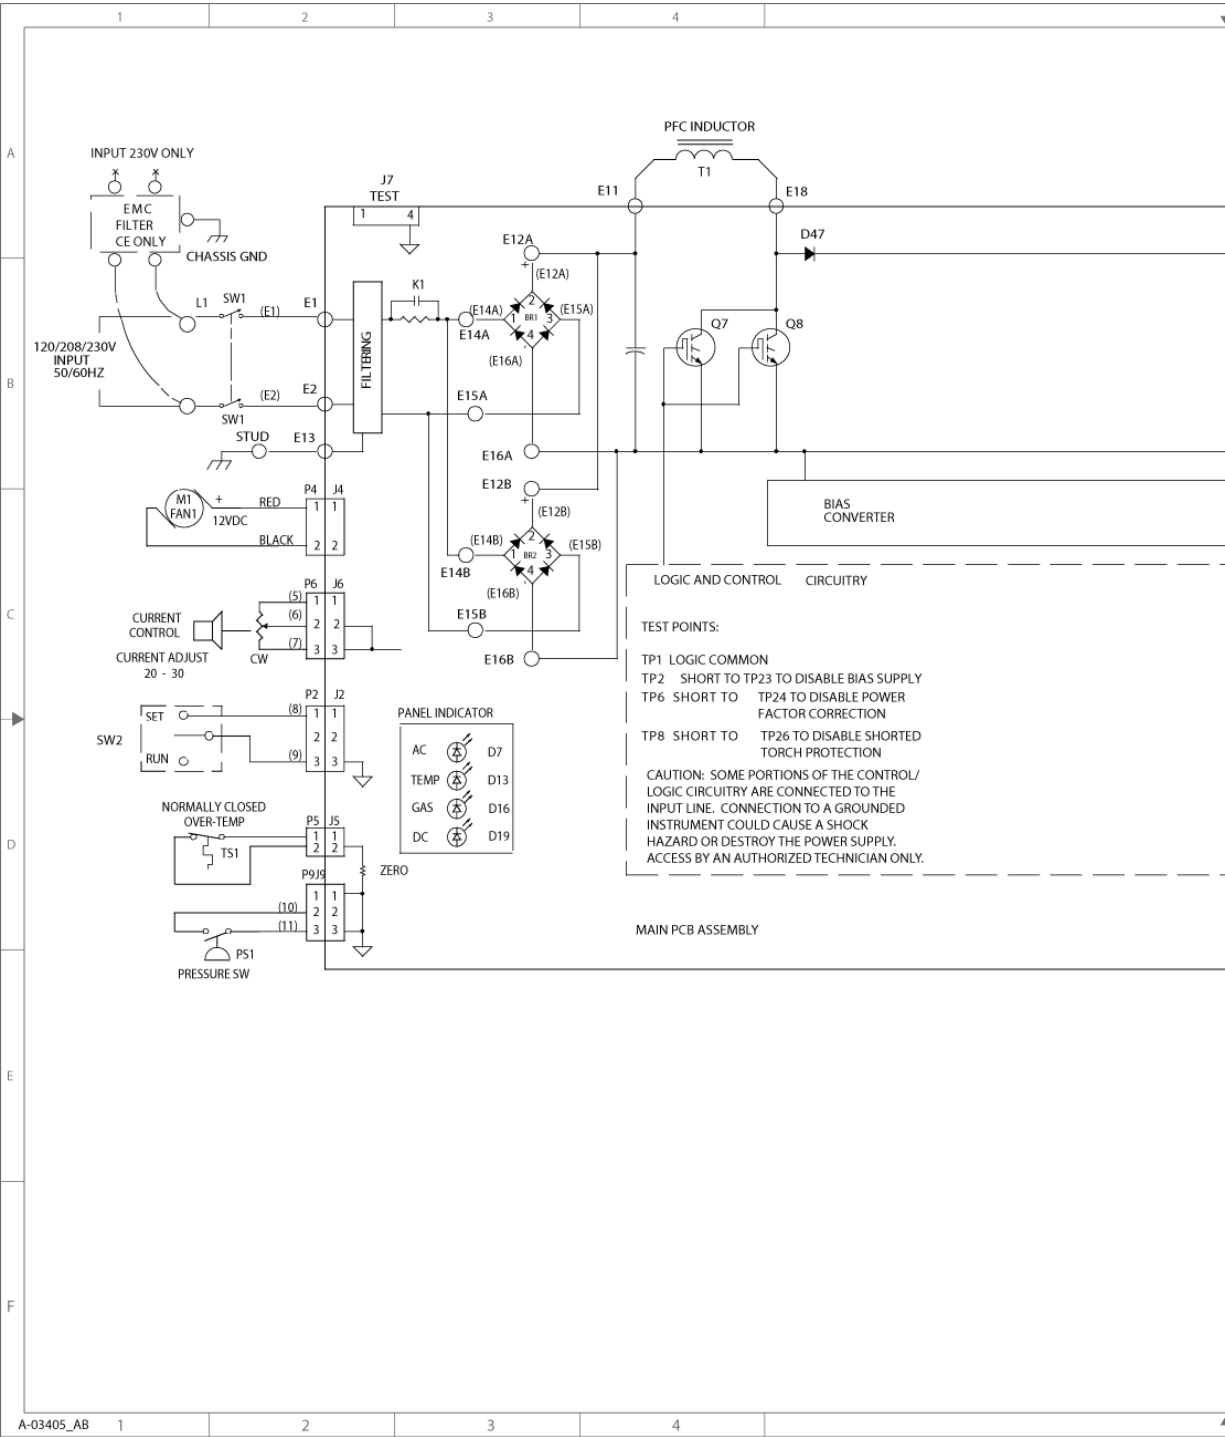 1 2 3 4
A
B
C
D
E
F
INPUT 230V ONLY
EMC
FILTER
CE ONLY
CHASSIS GND
J7
TEST
1 4
PFC INDUCTOR
T1
E11
E18
D47
E12A
+ (E12A)
L1
SW1
(E1)
E1
K1
(E14A)
E14A
2
1 BR1 3
4
(E15A)
(E16A)
Q7
Q8
120/208/230V
INPUT
50/60HZ
FILTERING
SW1
(E2)
E2
E15A
STUD
E13
E16A
E12B
+ (E12B)
BIAS
CONVERTER
M1
FAN1
+
12VDC
RED
BLACK
P4 J4
1 1
2 2
(E14B)
E14B
2
1 BR2 3
4
(E15B)
(E16B)
E15B
E16B
CURRENT
CONTROL
CURRENT ADJUST
20 - 30
CW
P6 J6
(5) 1 1
(6) 2 2
(7) 3 3
SW2
SET
RUN
P2 J2
(8) 1 1
2 2
(9) 3 3
PANEL INDICATOR
AC D7
TEMP D13
GAS D16
DC D19
NORMALLY CLOSED
OVER-TEMP
TS1
P5 J5
1 1
2 2
ZERO
P9J9
1 1
(10) 2 2
(11) 3 3
PS1
PRESSURE SW
LOGIC AND CONTROL CIRCUITRY
TEST POINTS:
TP1 LOGIC COMMON
TP2 SHORT TO TP23 TO DISABLE BIAS SUPPLY
TP6 SHORT TO TP24 TO DISABLE POWER
FACTOR CORRECTION
TP8 SHORT TO TP26 TO DISABLE SHORTED
TORCH PROTECTION
CAUTION: SOME PORTIONS OF THE CONTROL/
LOGIC CIRCUITRY ARE CONNECTED TO THE
INPUT LINE. CONNECTION TO A GROUNDED
INSTRUMENT COULD CAUSE A SHOCK
HAZARD OR DESTROY THE POWER SUPPLY.
ACCESS BY AN AUTHORIZED TECHNICIAN ONLY.
MAIN PCB ASSEMBLY
A-03405_AB
1 2 3 4